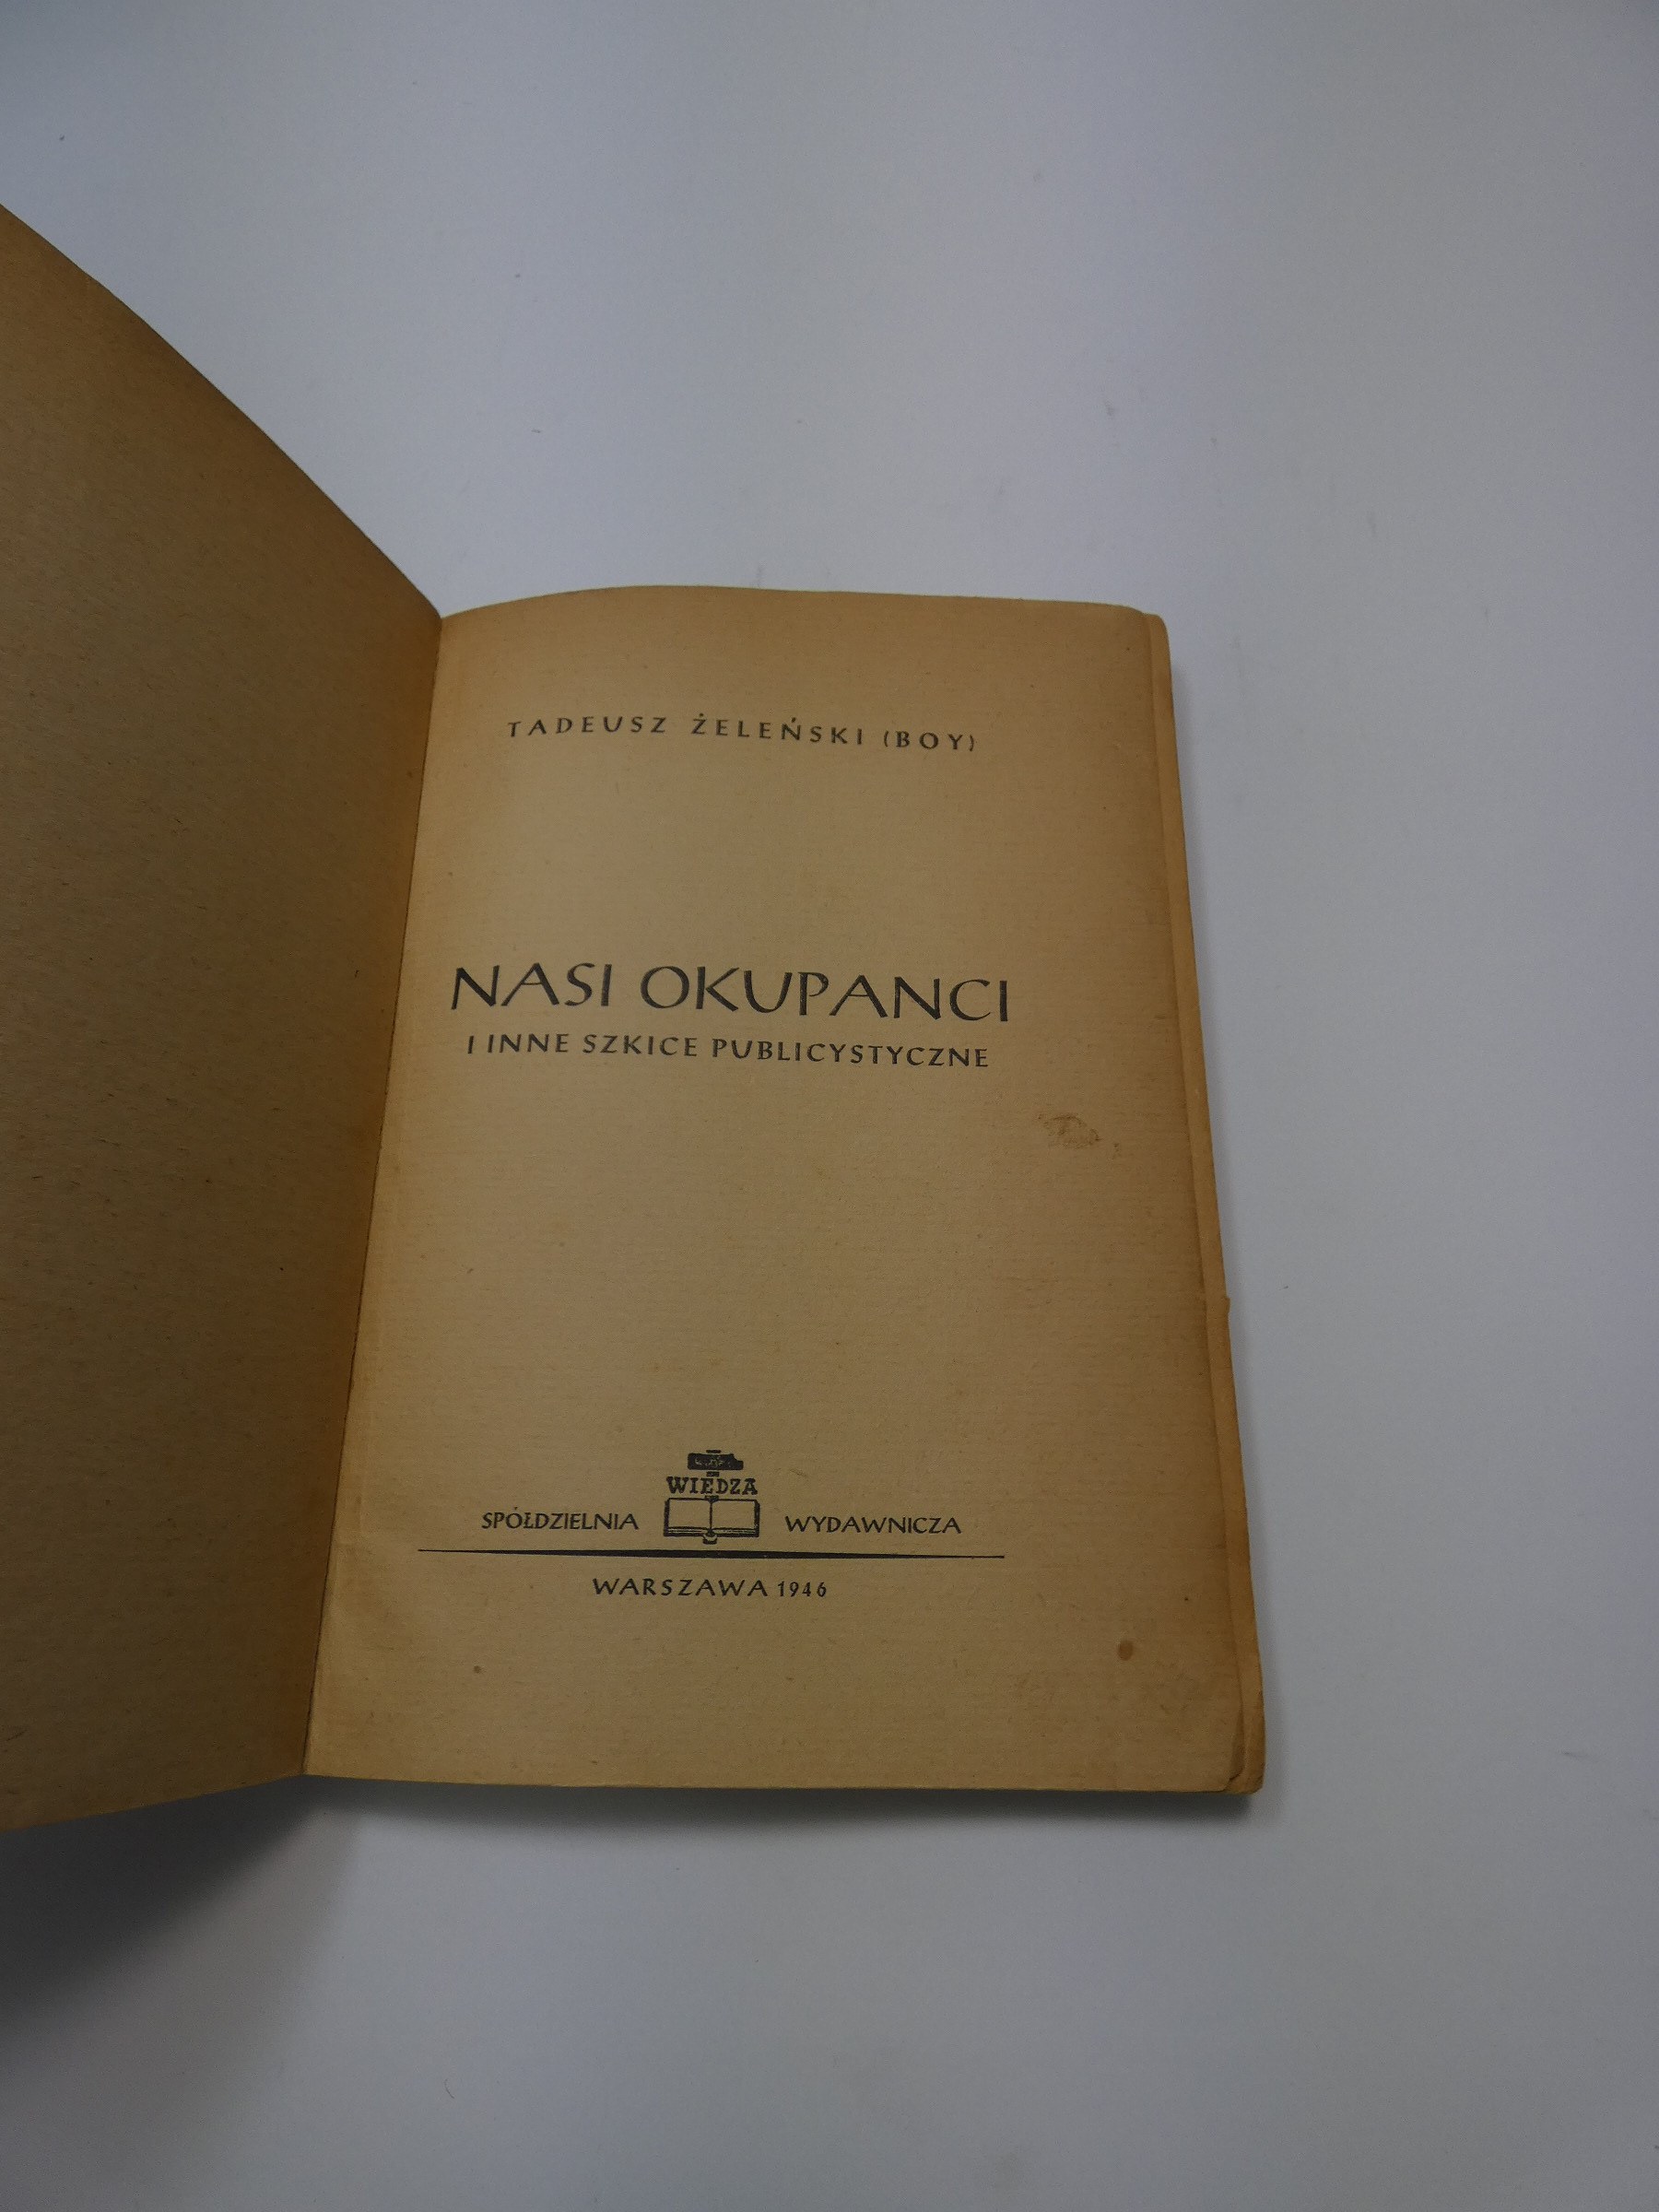 TADEUSZ ŻELEŃSKI (BOY)
NASI OKUPANCI
I INNE SZKICE PUBLICYSTYCZNE
WIEDZA
SPÓŁDZIELNIA WYDAWNICZA
WARSZAWA 1946